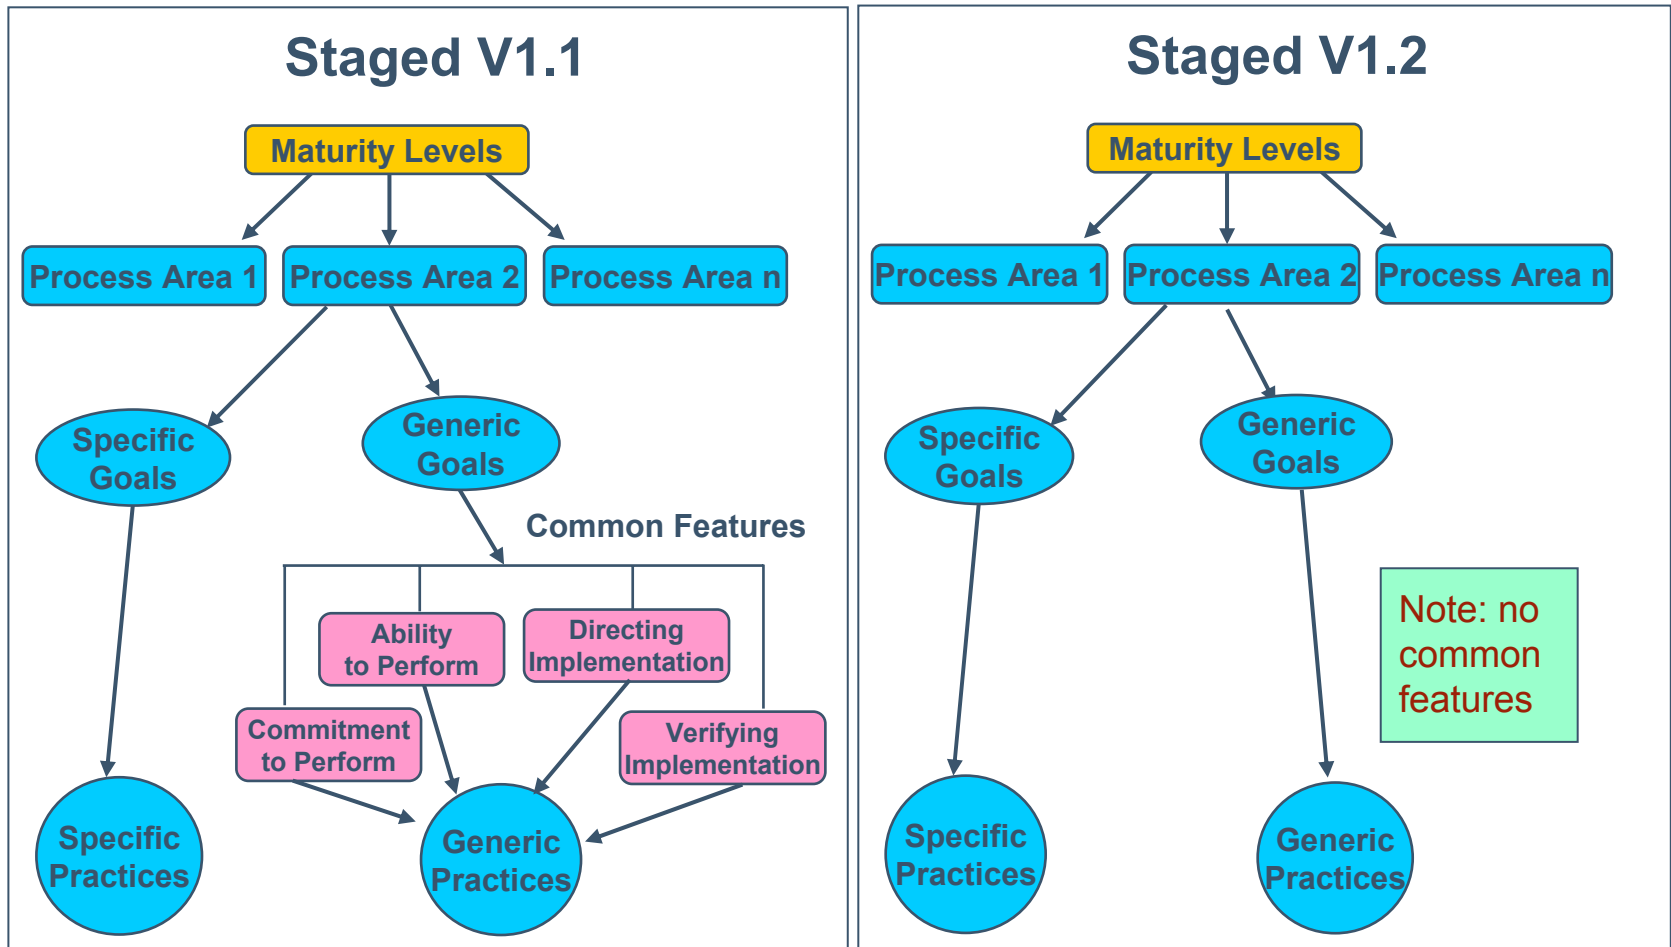 Staged V1.1
Maturity Levels
Process Area 1
Process Area 2
Process Area n
Specific
Goals
Generic
Goals
Common Features
Ability
to Perform
Directing
Implementation
Commitment
to Perform
Verifying
Implementation
Specific
Practices
Generic
Practices
Staged V1.2
Maturity Levels
Process Area 1
Process Area 2
Process Area n
Specific
Goals
Generic
Goals
Note: no
common
features
Specific
Practices
Generic
Practices